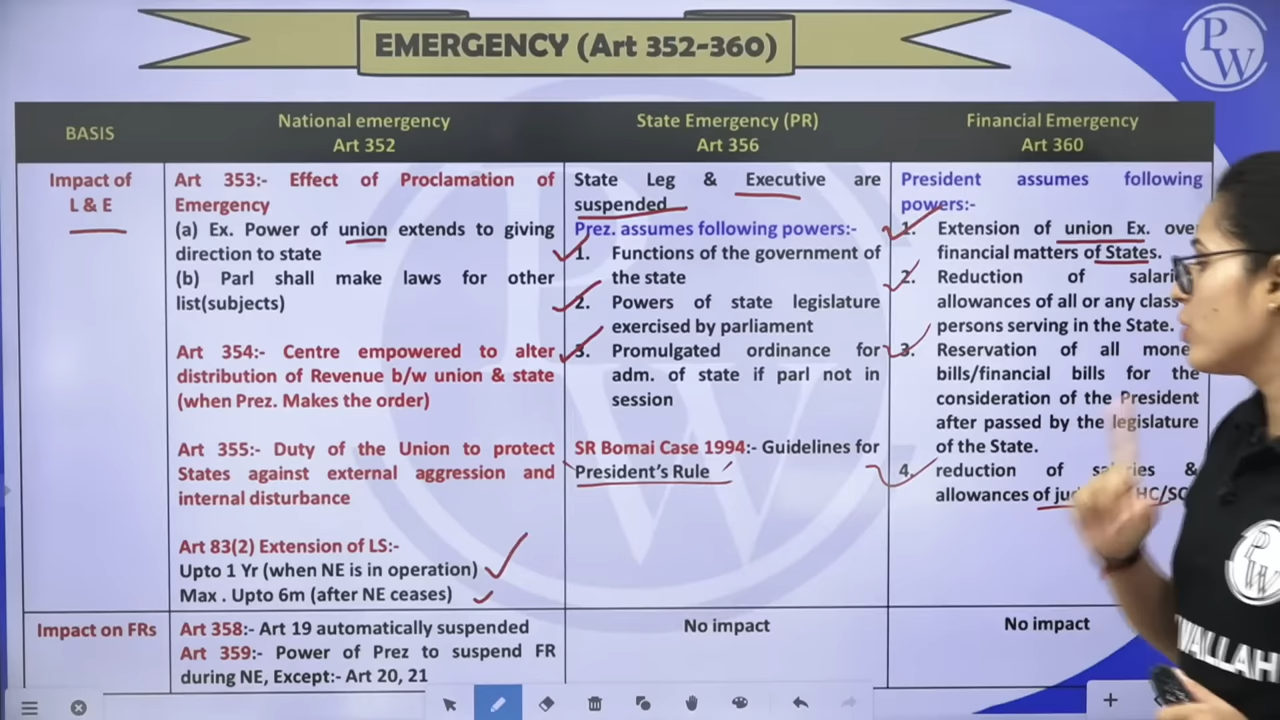 EMERGENCY (Art 352-360)
PW
BASIS
National emergency
Art 352
State Emergency (PR)
Art 356
Financial Emergency
Art 360
Impact of
L & E
Art 353:- Effect of Proclamation of
Emergency
(a) Ex. Power of union extends to giving
direction to state
(b) Parl shall make laws for other
list(subjects)
Art 354:- Centre empowered to alter
distribution of Revenue b/w union & state
(when Prez. Makes the order)
Art 355:- Duty of the Union to protect
States against external aggression and
internal disturbance
Art 83(2) Extension of LS:-
Upto 1 Yr (when NE is in operation)
Max . Upto 6m (after NE ceases)
State Leg & Executive are
suspended
Prez. assumes following powers:-
1. Functions of the government of
the state
2. Powers of state legislature
exercised by parliament
3. Promulgated ordinance for
adm. of state if parl not in
session
SR Bomai Case 1994:- Guidelines for
President's Rule
President assumes following
powers:-
1. Extension of union Ex. over
financial matters of States.
2. Reduction of
allowances of all or any class
persons serving in the State.
3. Reservation of all
bills/financial bills for the
consideration of the President
after passed by the legislature
of the State.
4. reduction of &
allowances of HC/SC
Impact on FRs
Art 358:- Art 19 automatically suspended
Art 359:- Power of Prez to suspend FR
during NE, Except:- Art 20, 21
No impact
No impact
PW
WALLAH